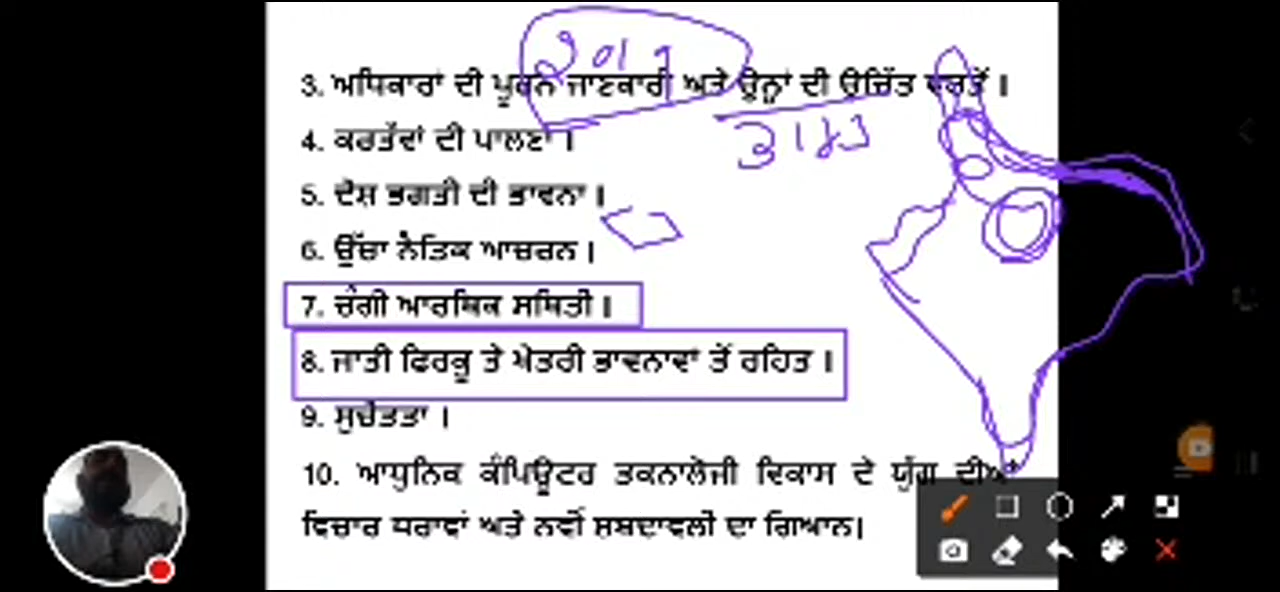 2017
3. ਅਧਿਕਾਰਾਂ ਦੀ ਪੂਰਨ ਜਾਣਕਾਰੀ ਅਤੇ ਉਨ੍ਹਾਂ ਦੀ ਉਚਿੱਤ ਵਰਤੋਂ ।
4. ਕਰਤੱਵਾਂ ਦੀ ਪਾਲਣਾ ।
5. ਦੇਸ਼ ਭਗਤੀ ਦੀ ਭਾਵਨਾ ।
6. ਉੱਚਾ ਨੈਤਿਕ ਆਚਰਨ ।
7. ਚੰਗੀ ਆਰਥਿਕ ਸਥਿਤੀ ।
8. ਜਾਤੀ ਫਿਰਕੂ ਤੇ ਖੇਤਰੀ ਭਾਵਨਾਵਾਂ ਤੋਂ ਰਹਿਤ ।
9. ਸੁਚੇਤਤਾ ।
10. ਆਧੁਨਿਕ ਕੰਪਿਊਟਰ ਤਕਨਾਲੋਜੀ ਵਿਕਾਸ ਦੇ ਯੁੱਗ ਦੀਆਂ
ਵਿਚਾਰ ਧਰਾਵਾਂ ਅਤੇ ਨਵੀਂ ਸ਼ਬਦਾਵਲੀ ਦਾ ਗਿਆਨ।